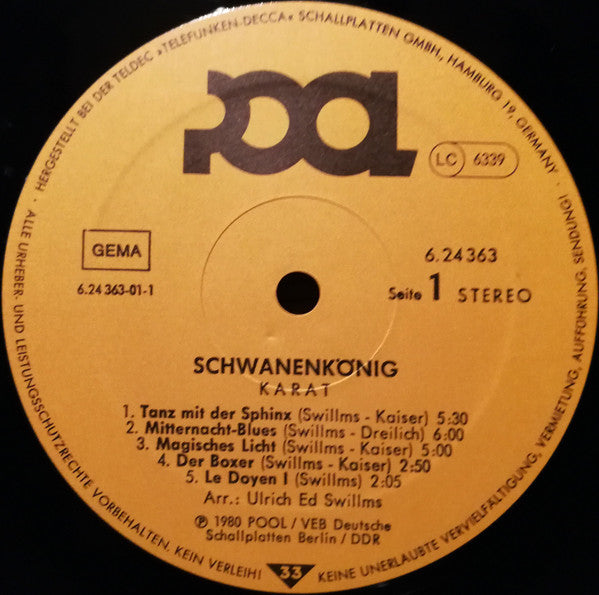 HERGESTELLT BEI DER TELDEC »TELEFUNKEN-DECCA« SCHALLPLATTEN GMBH, HAMBURG 19, GERMANY ·
POOL
LC 6339
GEMA
6.24 363-01-1
6.24363
Seite 1 STEREO
SCHWANENKÖNIG
KARAT
1. Tanz mit der Sphinx (Swillms - Kaiser) 5:30
2. Mitternacht-Blues (Swillms - Dreilich) 6:00
3. Magisches Licht (Swillms - Kaiser) 5:00
4. Der Boxer (Swillms - Kaiser) 2:50
5. Le Doyen I (Swillms) 2:05
Arr.: Ulrich Ed Swillms
℗ 1980 POOL / VEB Deutsche
Schallplatten Berlin / DDR
33
· ALLE URHEBER- UND LEISTUNGSSCHUTZRECHTE VORBEHALTEN. KEIN VERLEIH! KEINE UNERLAUBTE VERVIELFÄLTIGUNG, VERMIETUNG, AUFFÜHRUNG, SENDUNG!